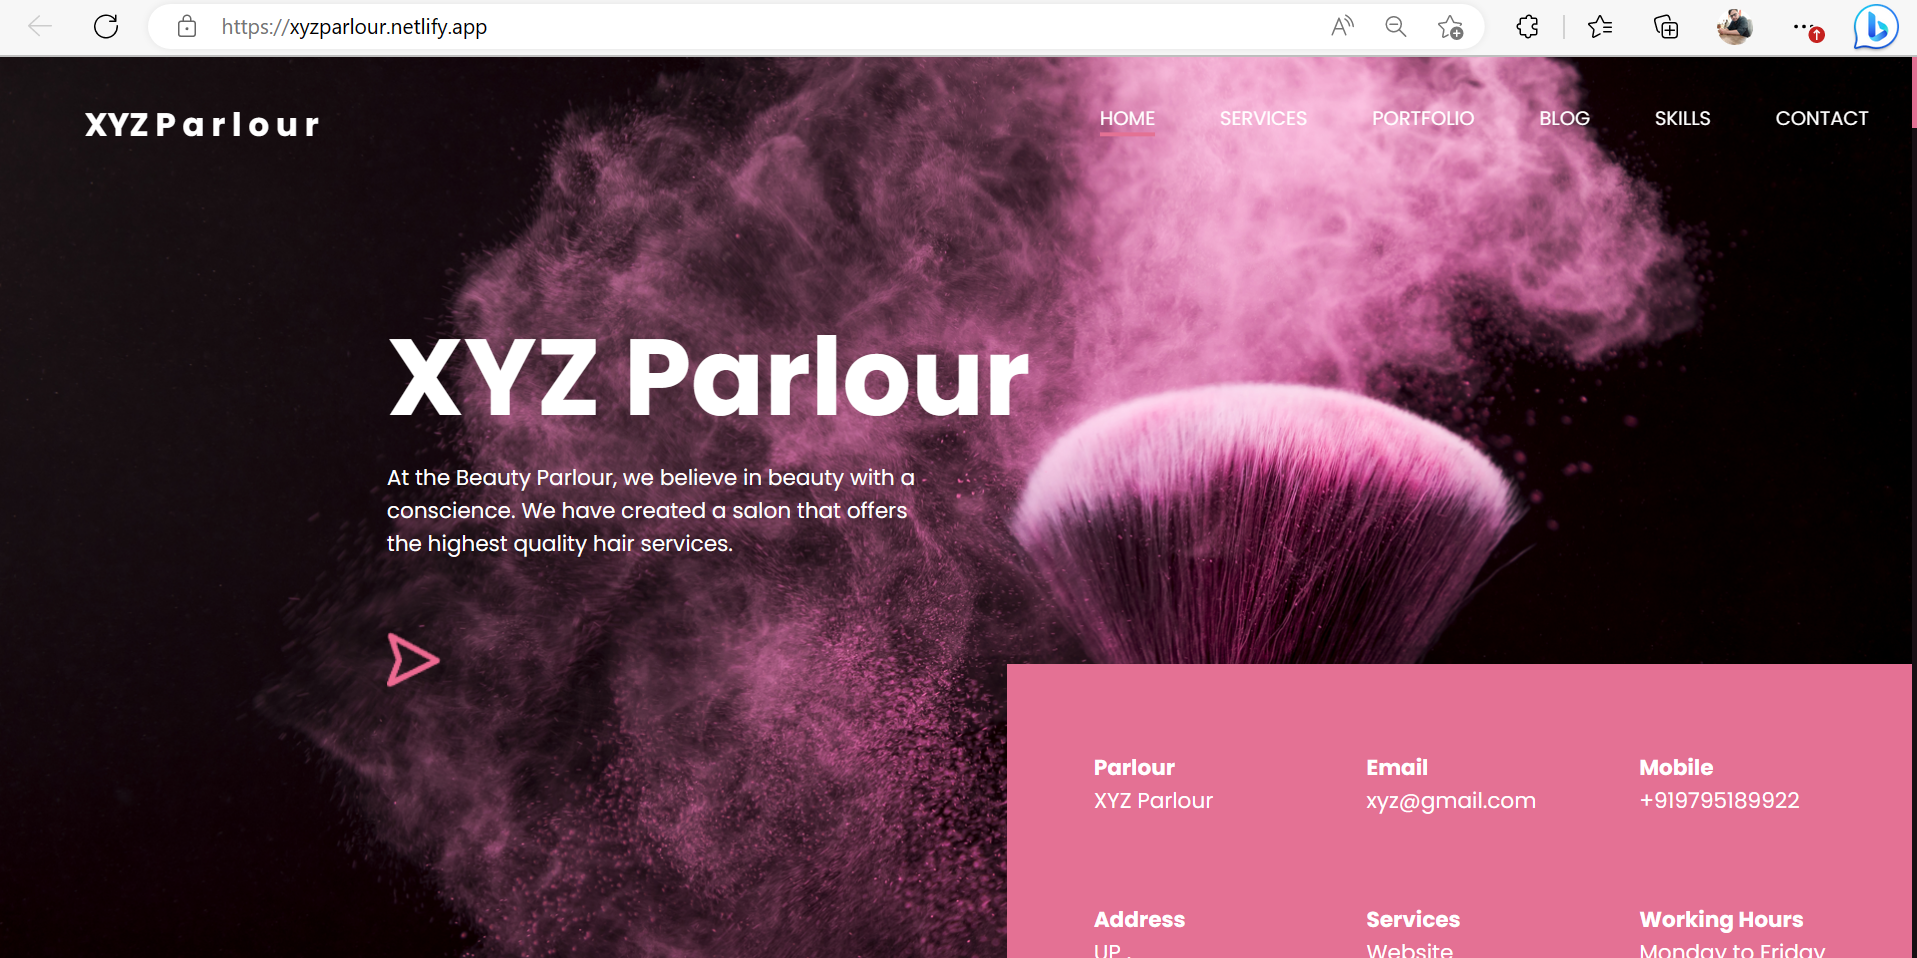 https://xyzparlour.netlify.app
XYZ Parlour
HOME SERVICES PORTFOLIO BLOG SKILLS CONTACT
XYZ Parlour
At the Beauty Parlour, we believe in beauty with a
conscience. We have created a salon that offers
the highest quality hair services.
Parlour Email Mobile
XYZ Parlour xyz@gmail.com +919795189922
Address Services Working Hours
UP . Website Monday to Friday